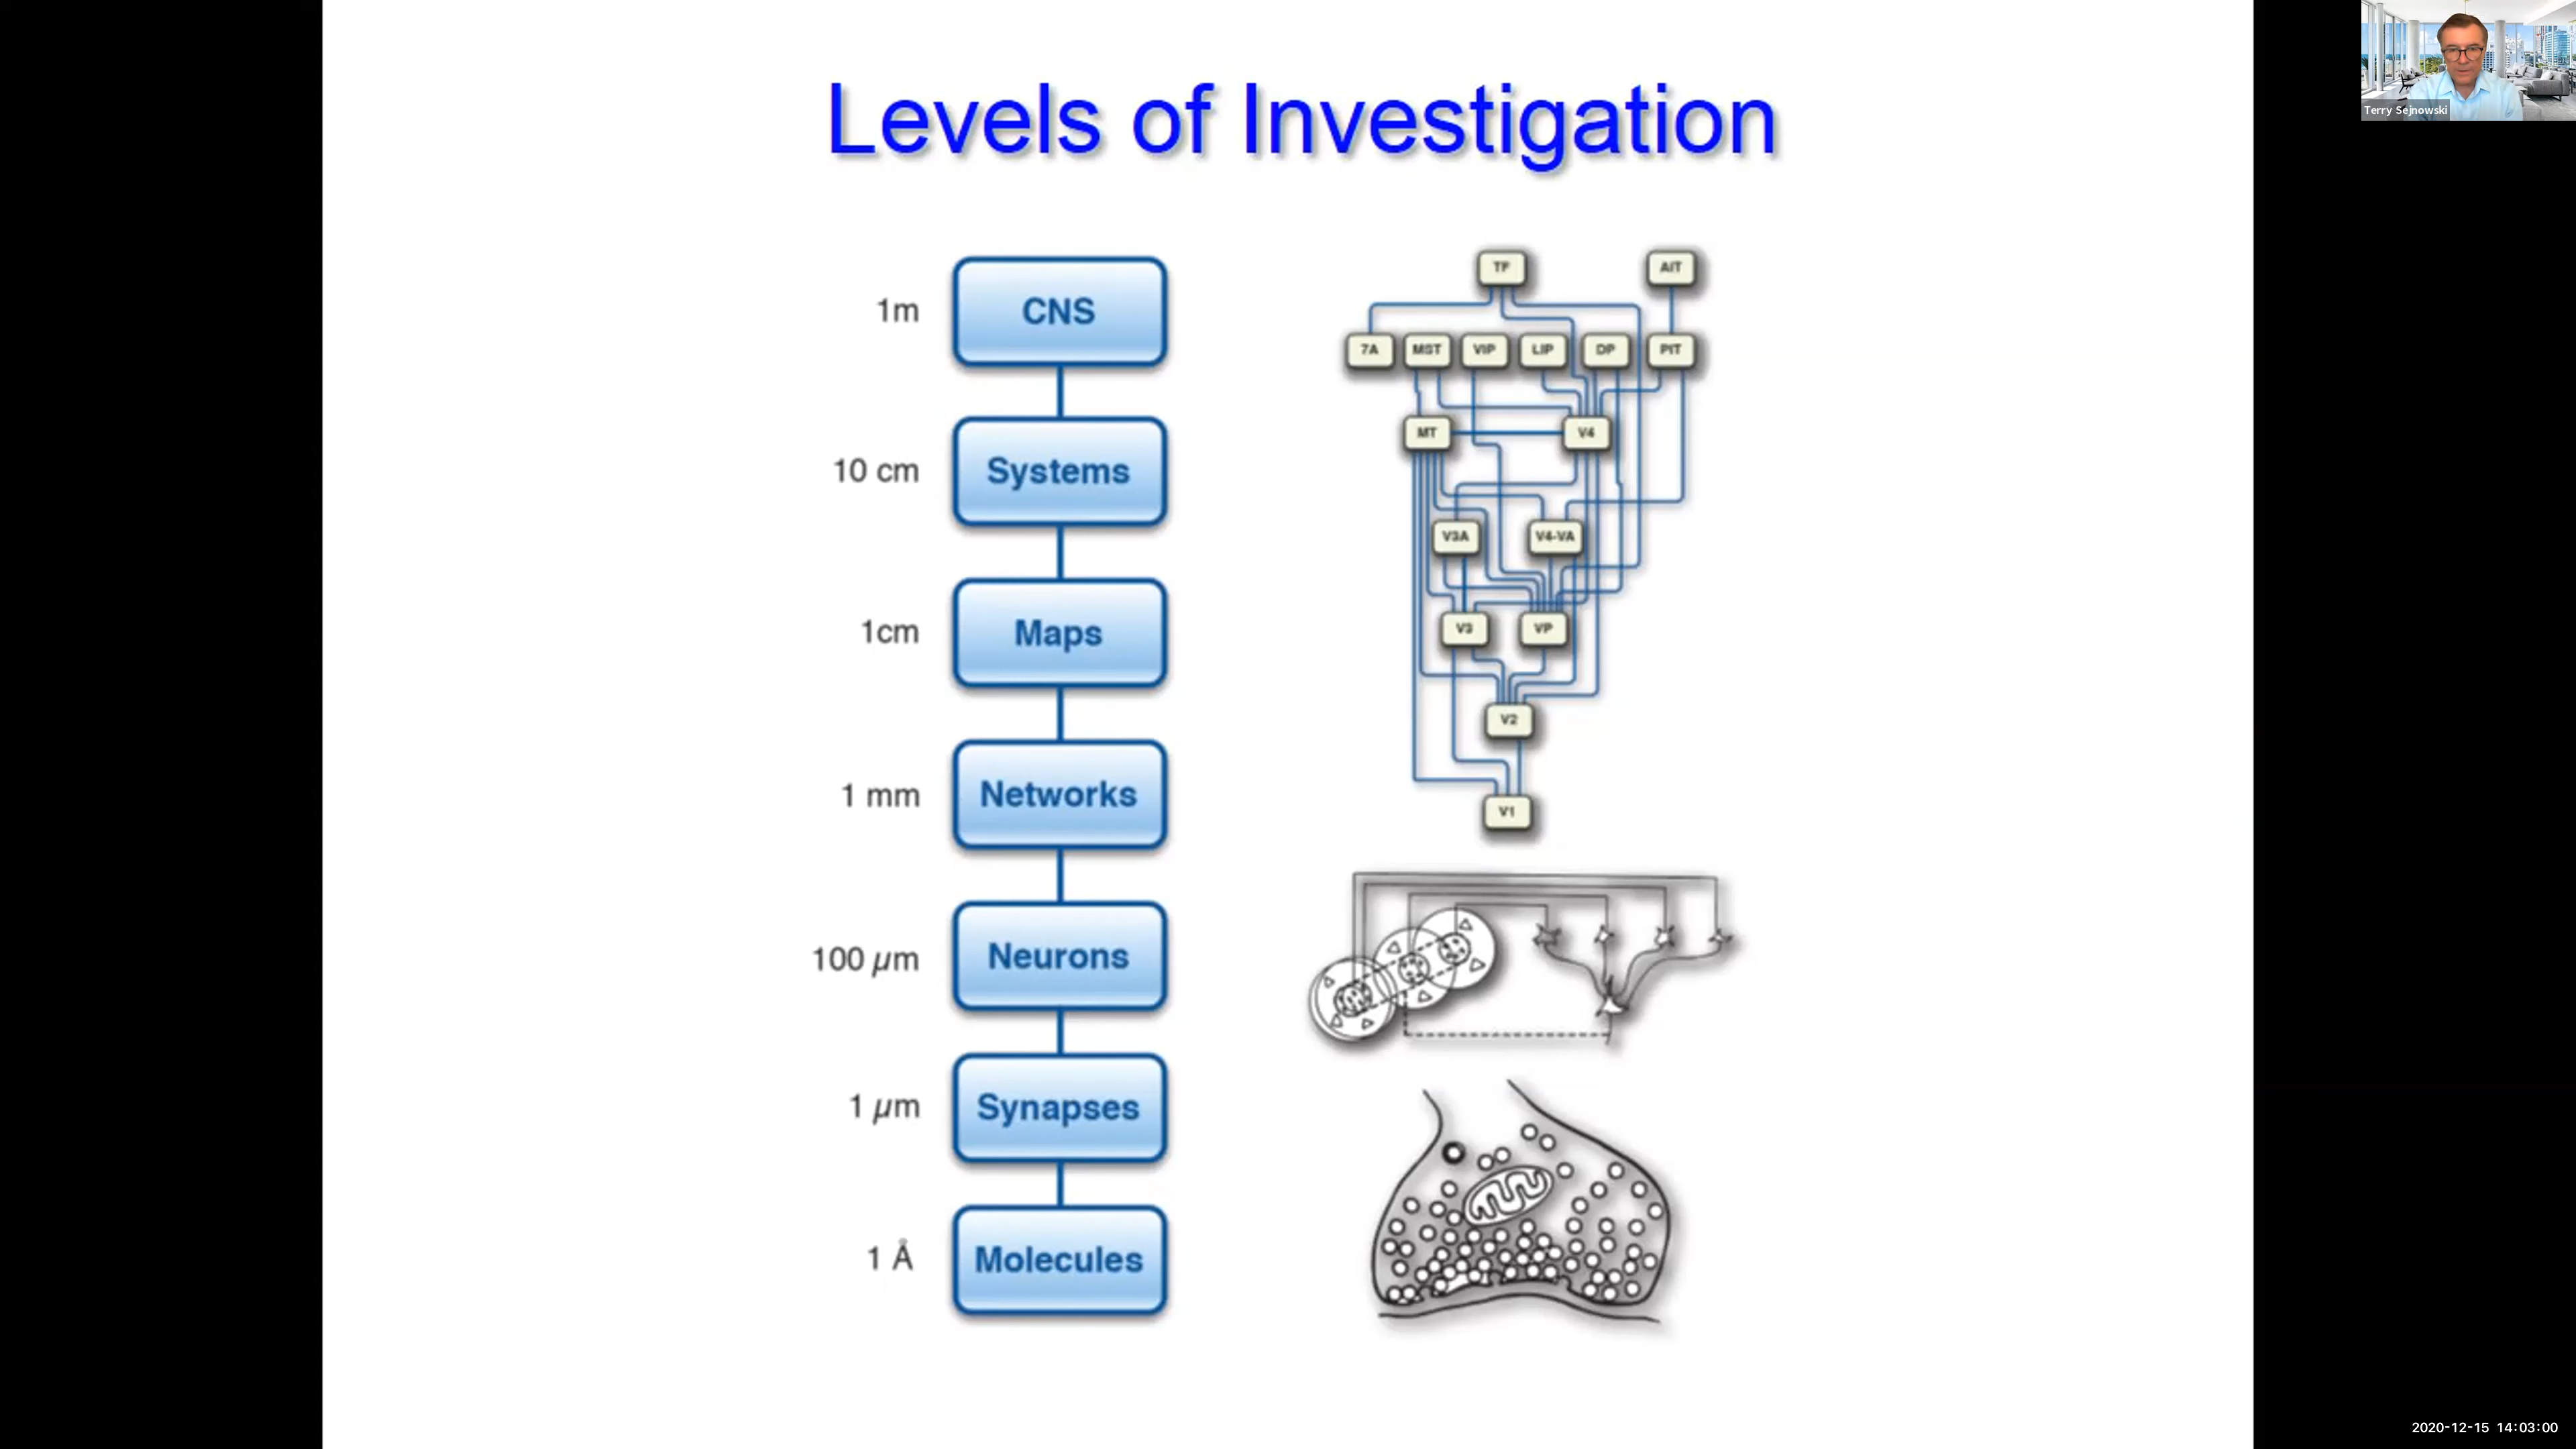 Levels of Investigation
Terry Sejnowski
1m
CNS
10 cm
Systems
1cm
Maps
1 mm
Networks
100 µm
Neurons
1 µm
Synapses
1 Å
Molecules
TF
AIT
7A
MST
VIP
LIP
DP
PIT
MT
V4
V3A
V4-VA
V3
VP
V2
V1
2020-12-15 14:03:00